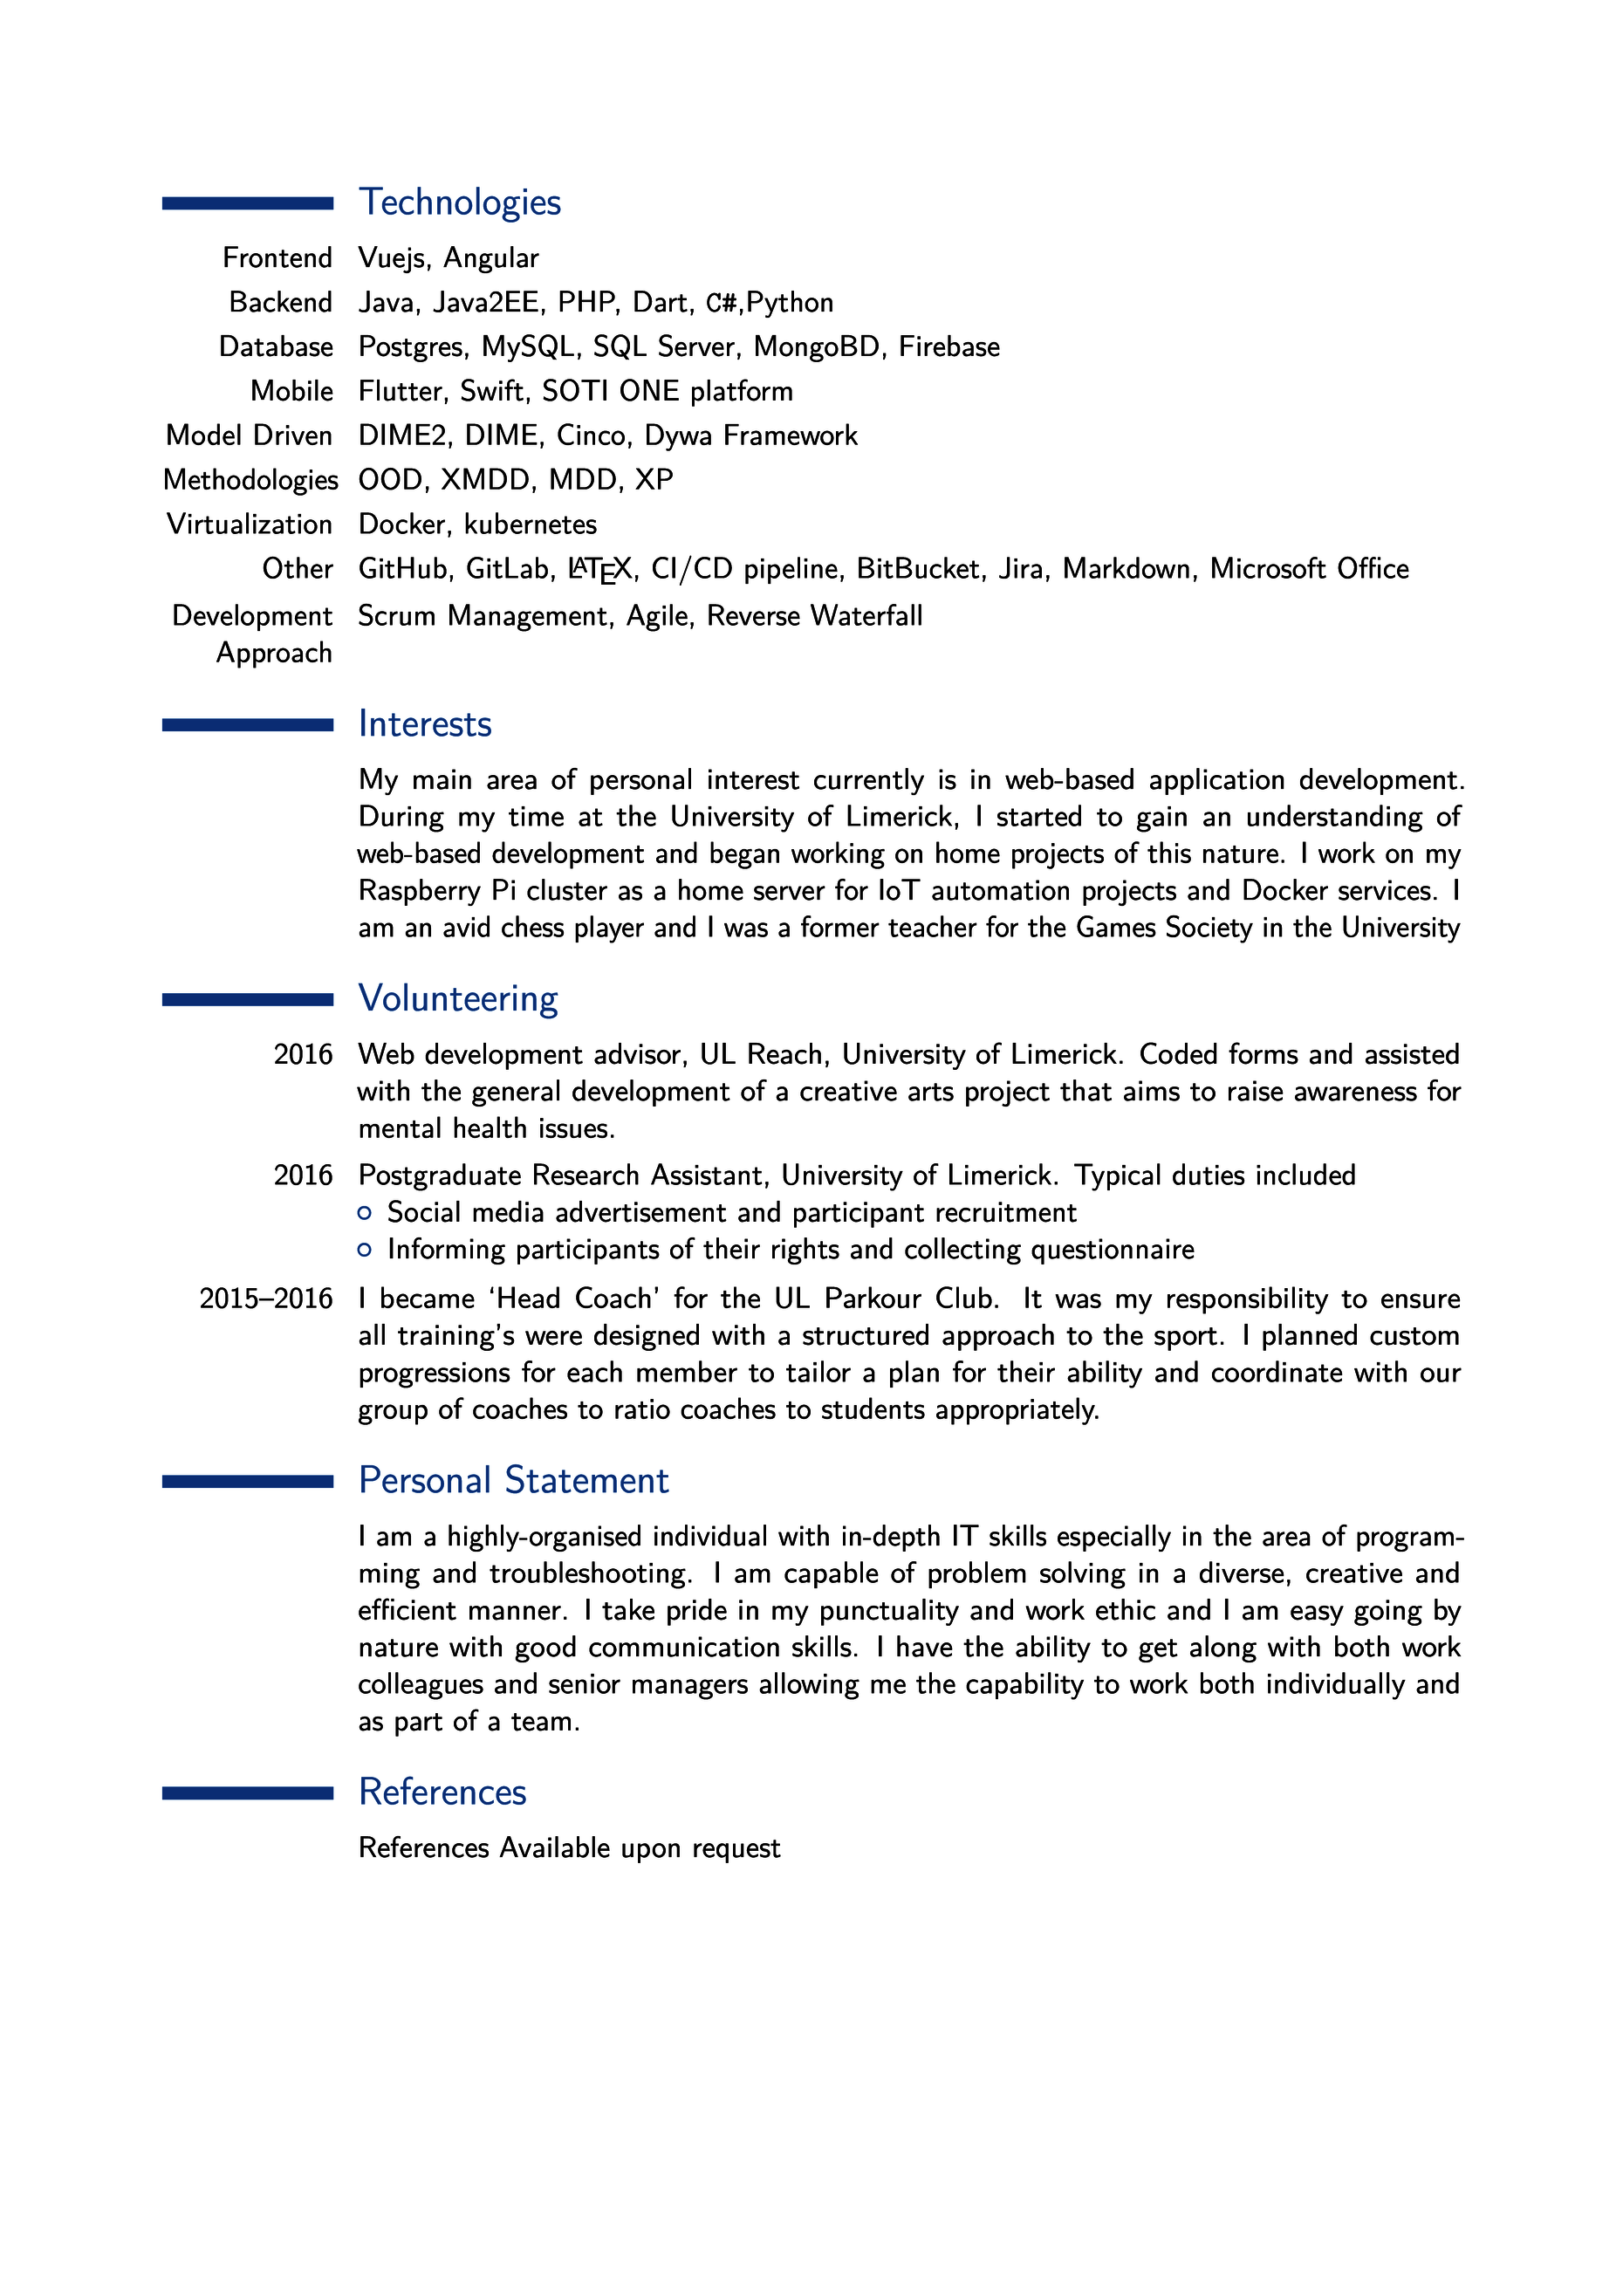 Technologies
Frontend Vuejs, Angular
Backend Java, Java2EE, PHP, Dart, C#,Python
Database Postgres, MySQL, SQL Server, MongoBD, Firebase
Mobile Flutter, Swift, SOTI ONE platform
Model Driven DIME2, DIME, Cinco, Dywa Framework
Methodologies OOD, XMDD, MDD, XP
Virtualization Docker, kubernetes
Other GitHub, GitLab, LATEX, CI/CD pipeline, BitBucket, Jira, Markdown, Microsoft Office
Development Scrum Management, Agile, Reverse Waterfall
Approach
Interests
My main area of personal interest currently is in web-based application development.
During my time at the University of Limerick, I started to gain an understanding of
web-based development and began working on home projects of this nature. I work on my
Raspberry Pi cluster as a home server for IoT automation projects and Docker services. I
am an avid chess player and I was a former teacher for the Games Society in the University
Volunteering
2016 Web development advisor, UL Reach, University of Limerick. Coded forms and assisted
with the general development of a creative arts project that aims to raise awareness for
mental health issues.
2016 Postgraduate Research Assistant, University of Limerick. Typical duties included
○ Social media advertisement and participant recruitment
○ Informing participants of their rights and collecting questionnaire
2015–2016 I became ‘Head Coach’ for the UL Parkour Club. It was my responsibility to ensure
all training’s were designed with a structured approach to the sport. I planned custom
progressions for each member to tailor a plan for their ability and coordinate with our
group of coaches to ratio coaches to students appropriately.
Personal Statement
I am a highly-organised individual with in-depth IT skills especially in the area of program-
ming and troubleshooting. I am capable of problem solving in a diverse, creative and
efficient manner. I take pride in my punctuality and work ethic and I am easy going by
nature with good communication skills. I have the ability to get along with both work
colleagues and senior managers allowing me the capability to work both individually and
as part of a team.
References
References Available upon request